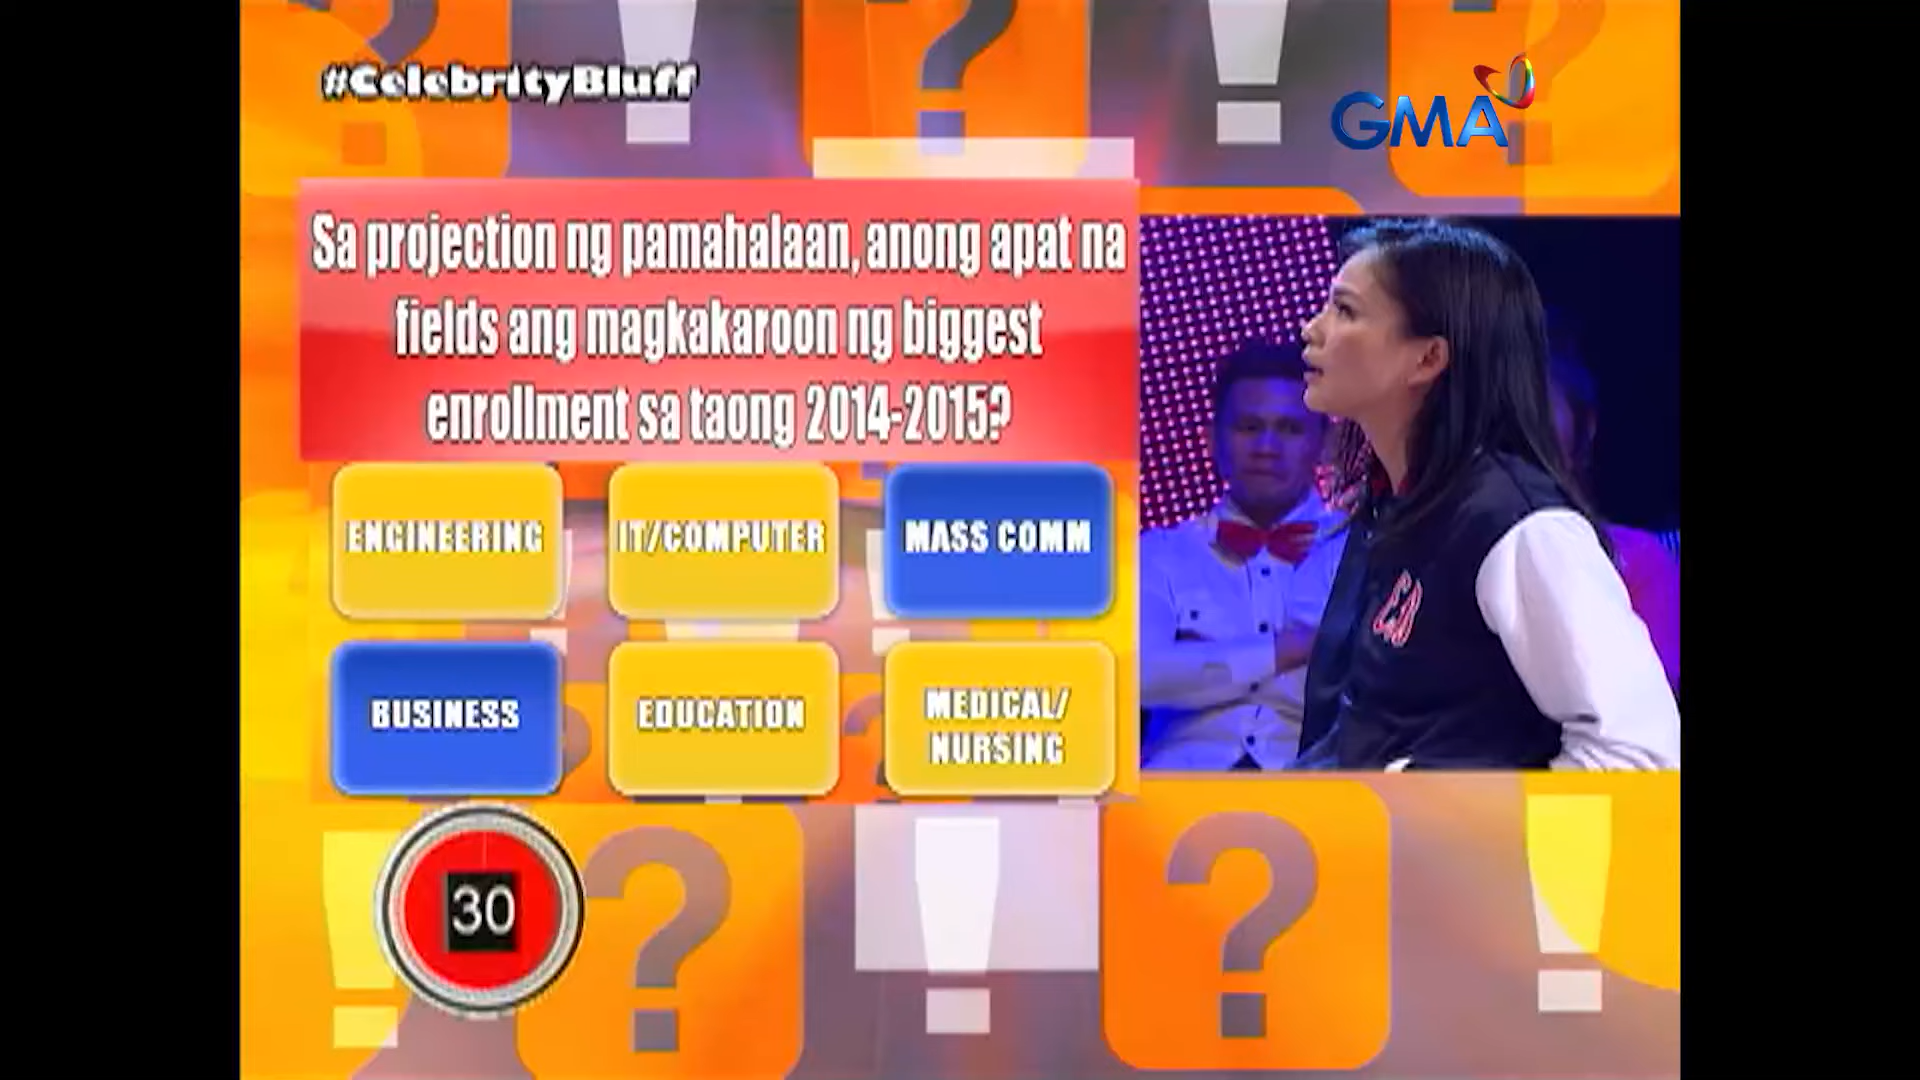 #CelebrityBluff
GMA
Sa projection ng pamahalaan, anong apat na
fields ang magkakaroon ng biggest
enrollment sa taong 2014-2015?
ENGINEERING
IT/COMPUTER
MASS COMM
BUSINESS
EDUCATION
MEDICAL/
NURSING
30
CB